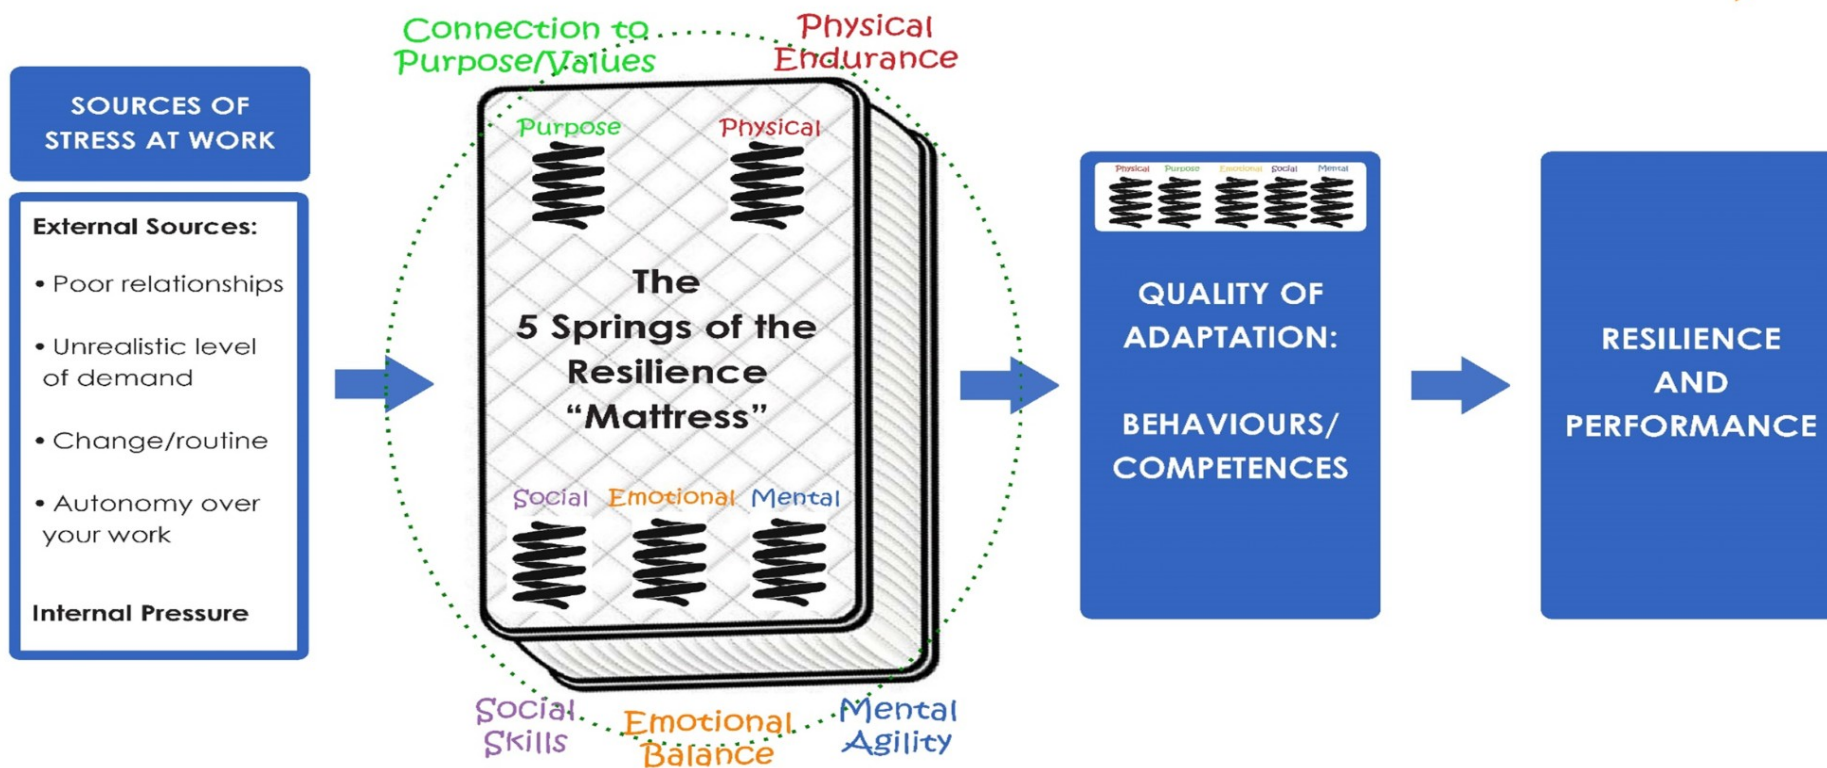 SOURCES OF
STRESS AT WORK
External Sources:
• Poor relationships
• Unrealistic level
of demand
• Change/routine
• Autonomy over
your work
Internal Pressure
Connection to
Purpose/Values
Physical
Endurance
Purpose
Physical
The
5 Springs of the
Resilience
“Mattress”
Social
Emotional
Mental
Social
Skills
Emotional
Balance
Mental
Agility
Physical Purpose Emotional Social Mental
QUALITY OF
ADAPTATION:
BEHAVIOURS/
COMPETENCES
RESILIENCE
AND
PERFORMANCE